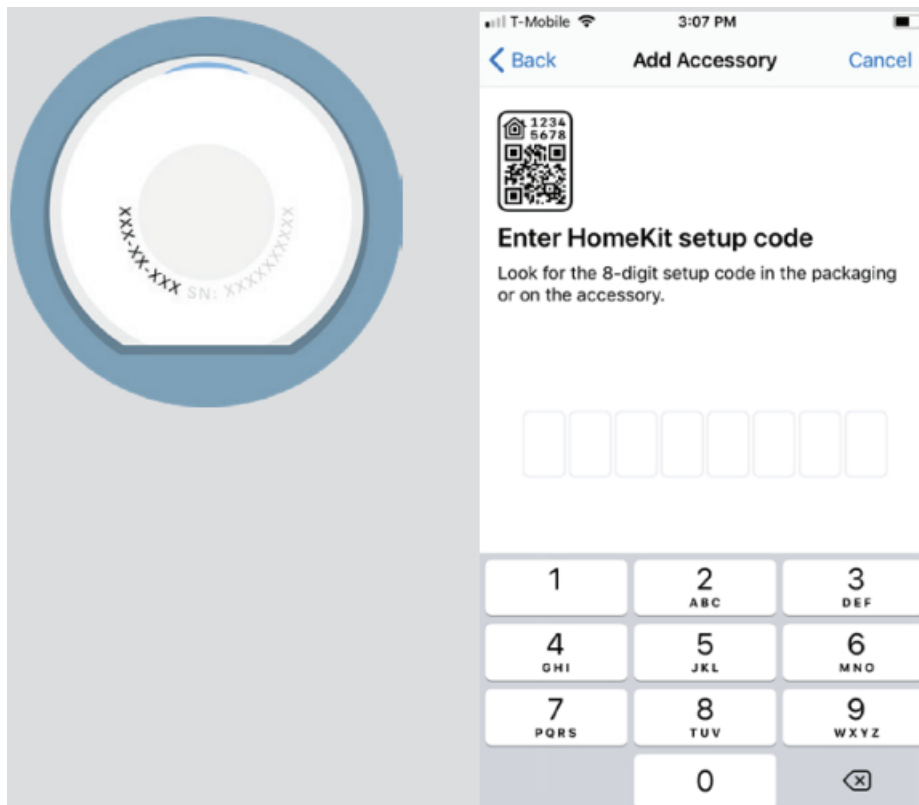 XXX-XX-XXX SN: XXXXXXXXXX
T-Mobile 3:07 PM
Back Add Accessory Cancel
1234
5678
Enter HomeKit setup code
Look for the 8-digit setup code in the packaging
or on the accessory.
1 2 3
ABC DEF
4 5 6
GHI JKL MNO
7 8 9
PQRS TUV WXYZ
0